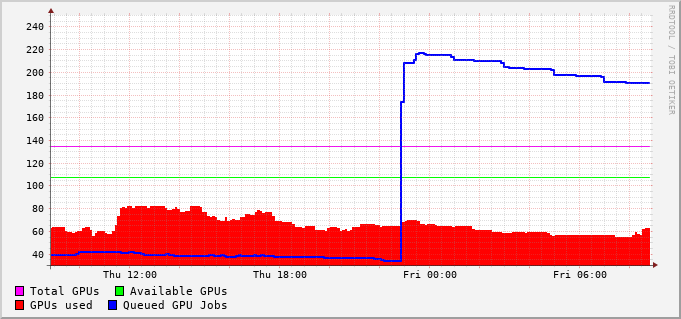 RRDTOOL / TOBI OETIKER
240
220
200
180
160
140
120
100
80
60
40
Thu 12:00 Thu 18:00 Fri 00:00 Fri 06:00
Total GPUs Available GPUs
GPUs used Queued GPU Jobs